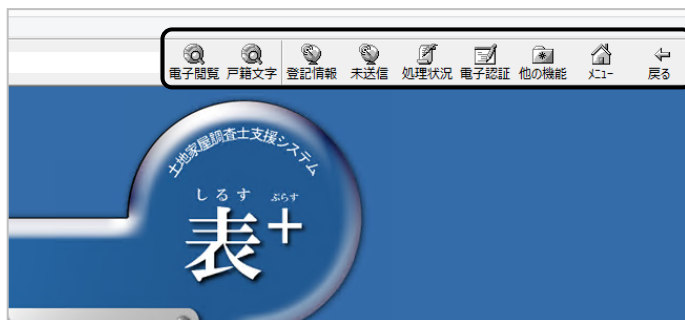 電子閲覧 戸籍文字 登記情報 未送信 処理状況 電子認証 他の機能 メニュー 戻る
土地家屋調査士支援システム
しるす ぷらす
表+